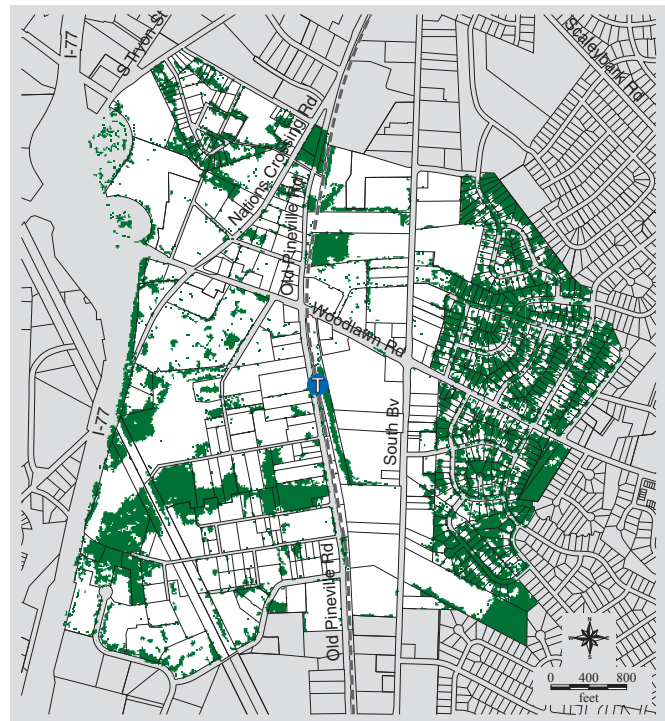 I-77
S Tryon St
Scaleybark Rd
Nations Crossing Rd
Old Pineville Rd
Woodlawn Rd
T
I-77
South Bv
Old Pineville Rd
N
W E
S
0 400 800
feet